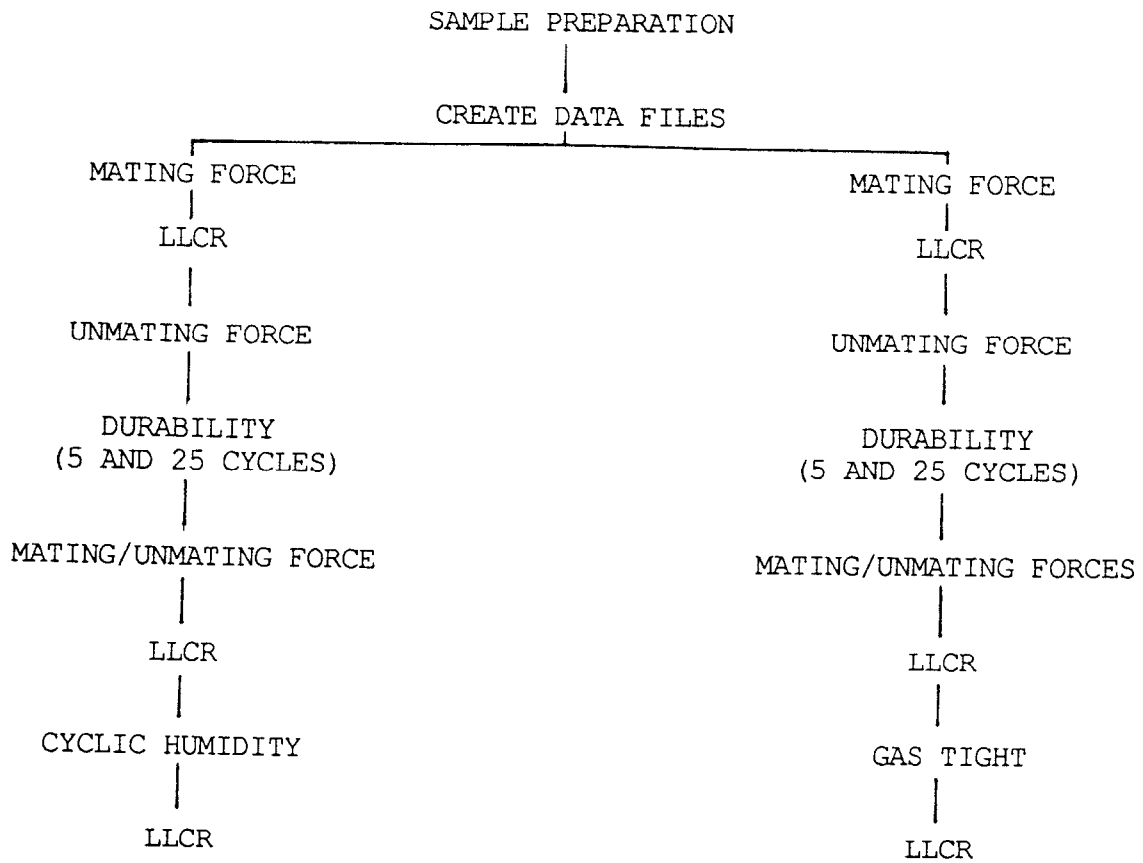 SAMPLE PREPARATION
CREATE DATA FILES
MATING FORCE
LLCR
UNMATING FORCE
DURABILITY
(5 AND 25 CYCLES)
MATING/UNMATING FORCE
LLCR
CYCLIC HUMIDITY
LLCR
MATING FORCE
LLCR
UNMATING FORCE
DURABILITY
(5 AND 25 CYCLES)
MATING/UNMATING FORCES
LLCR
GAS TIGHT
LLCR